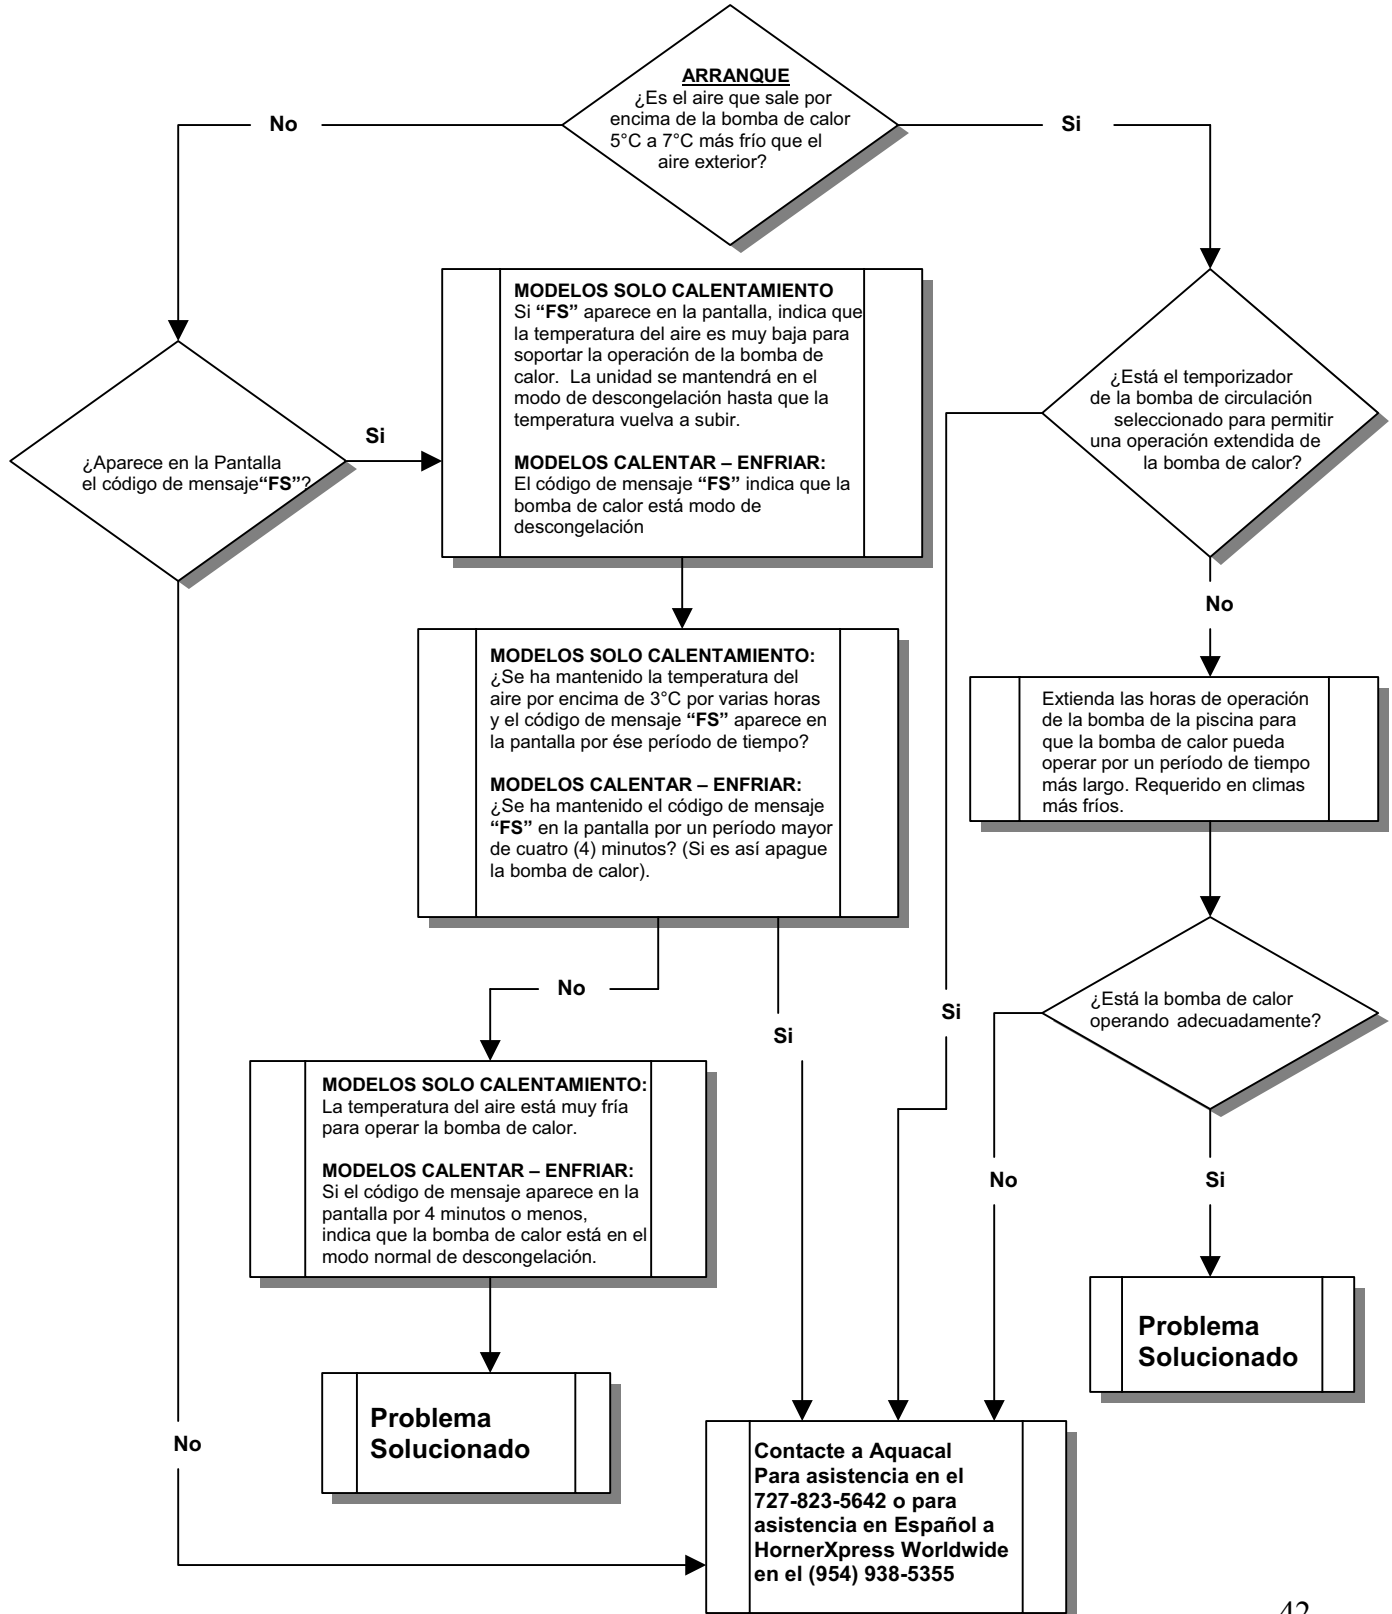 ARRANQUE
¿Es el aire que sale por
encima de la bomba de calor
5°C a 7°C más frío que el
aire exterior?
No
Si
MODELOS SOLO CALENTAMIENTO
Si “FS” aparece en la pantalla, indica que
la temperatura del aire es muy baja para
soportar la operación de la bomba de
calor. La unidad se mantendrá en el
modo de descongelación hasta que la
temperatura vuelva a subir.
MODELOS CALENTAR – ENFRIAR:
El código de mensaje “FS” indica que la
bomba de calor está modo de
descongelación
¿Está el temporizador
de la bomba de circulación
seleccionado para permitir
una operación extendida de
la bomba de calor?
Si
¿Aparece en la Pantalla
el código de mensaje“FS”?
No
MODELOS SOLO CALENTAMIENTO:
¿Se ha mantenido la temperatura del
aire por encima de 3°C por varias horas
y el código de mensaje “FS” aparece en
la pantalla por ése período de tiempo?
MODELOS CALENTAR – ENFRIAR:
¿Se ha mantenido el código de mensaje
“FS” en la pantalla por un período mayor
de cuatro (4) minutos? (Si es así apague
la bomba de calor).
Extienda las horas de operación
de la bomba de la piscina para
que la bomba de calor pueda
operar por un período de tiempo
más largo. Requerido en climas
más fríos.
No
Si
Si
¿Está la bomba de calor
operando adecuadamente?
MODELOS SOLO CALENTAMIENTO:
La temperatura del aire está muy fría
para operar la bomba de calor.
MODELOS CALENTAR – ENFRIAR:
Si el código de mensaje aparece en la
pantalla por 4 minutos o menos,
indica que la bomba de calor está en el
modo normal de descongelación.
No
Si
Problema
Solucionado
Problema
Solucionado
No
Contacte a Aquacal
Para asistencia en el
727-823-5642 o para
asistencia en Español a
HornerXpress Worldwide
en el (954) 938-5355
42